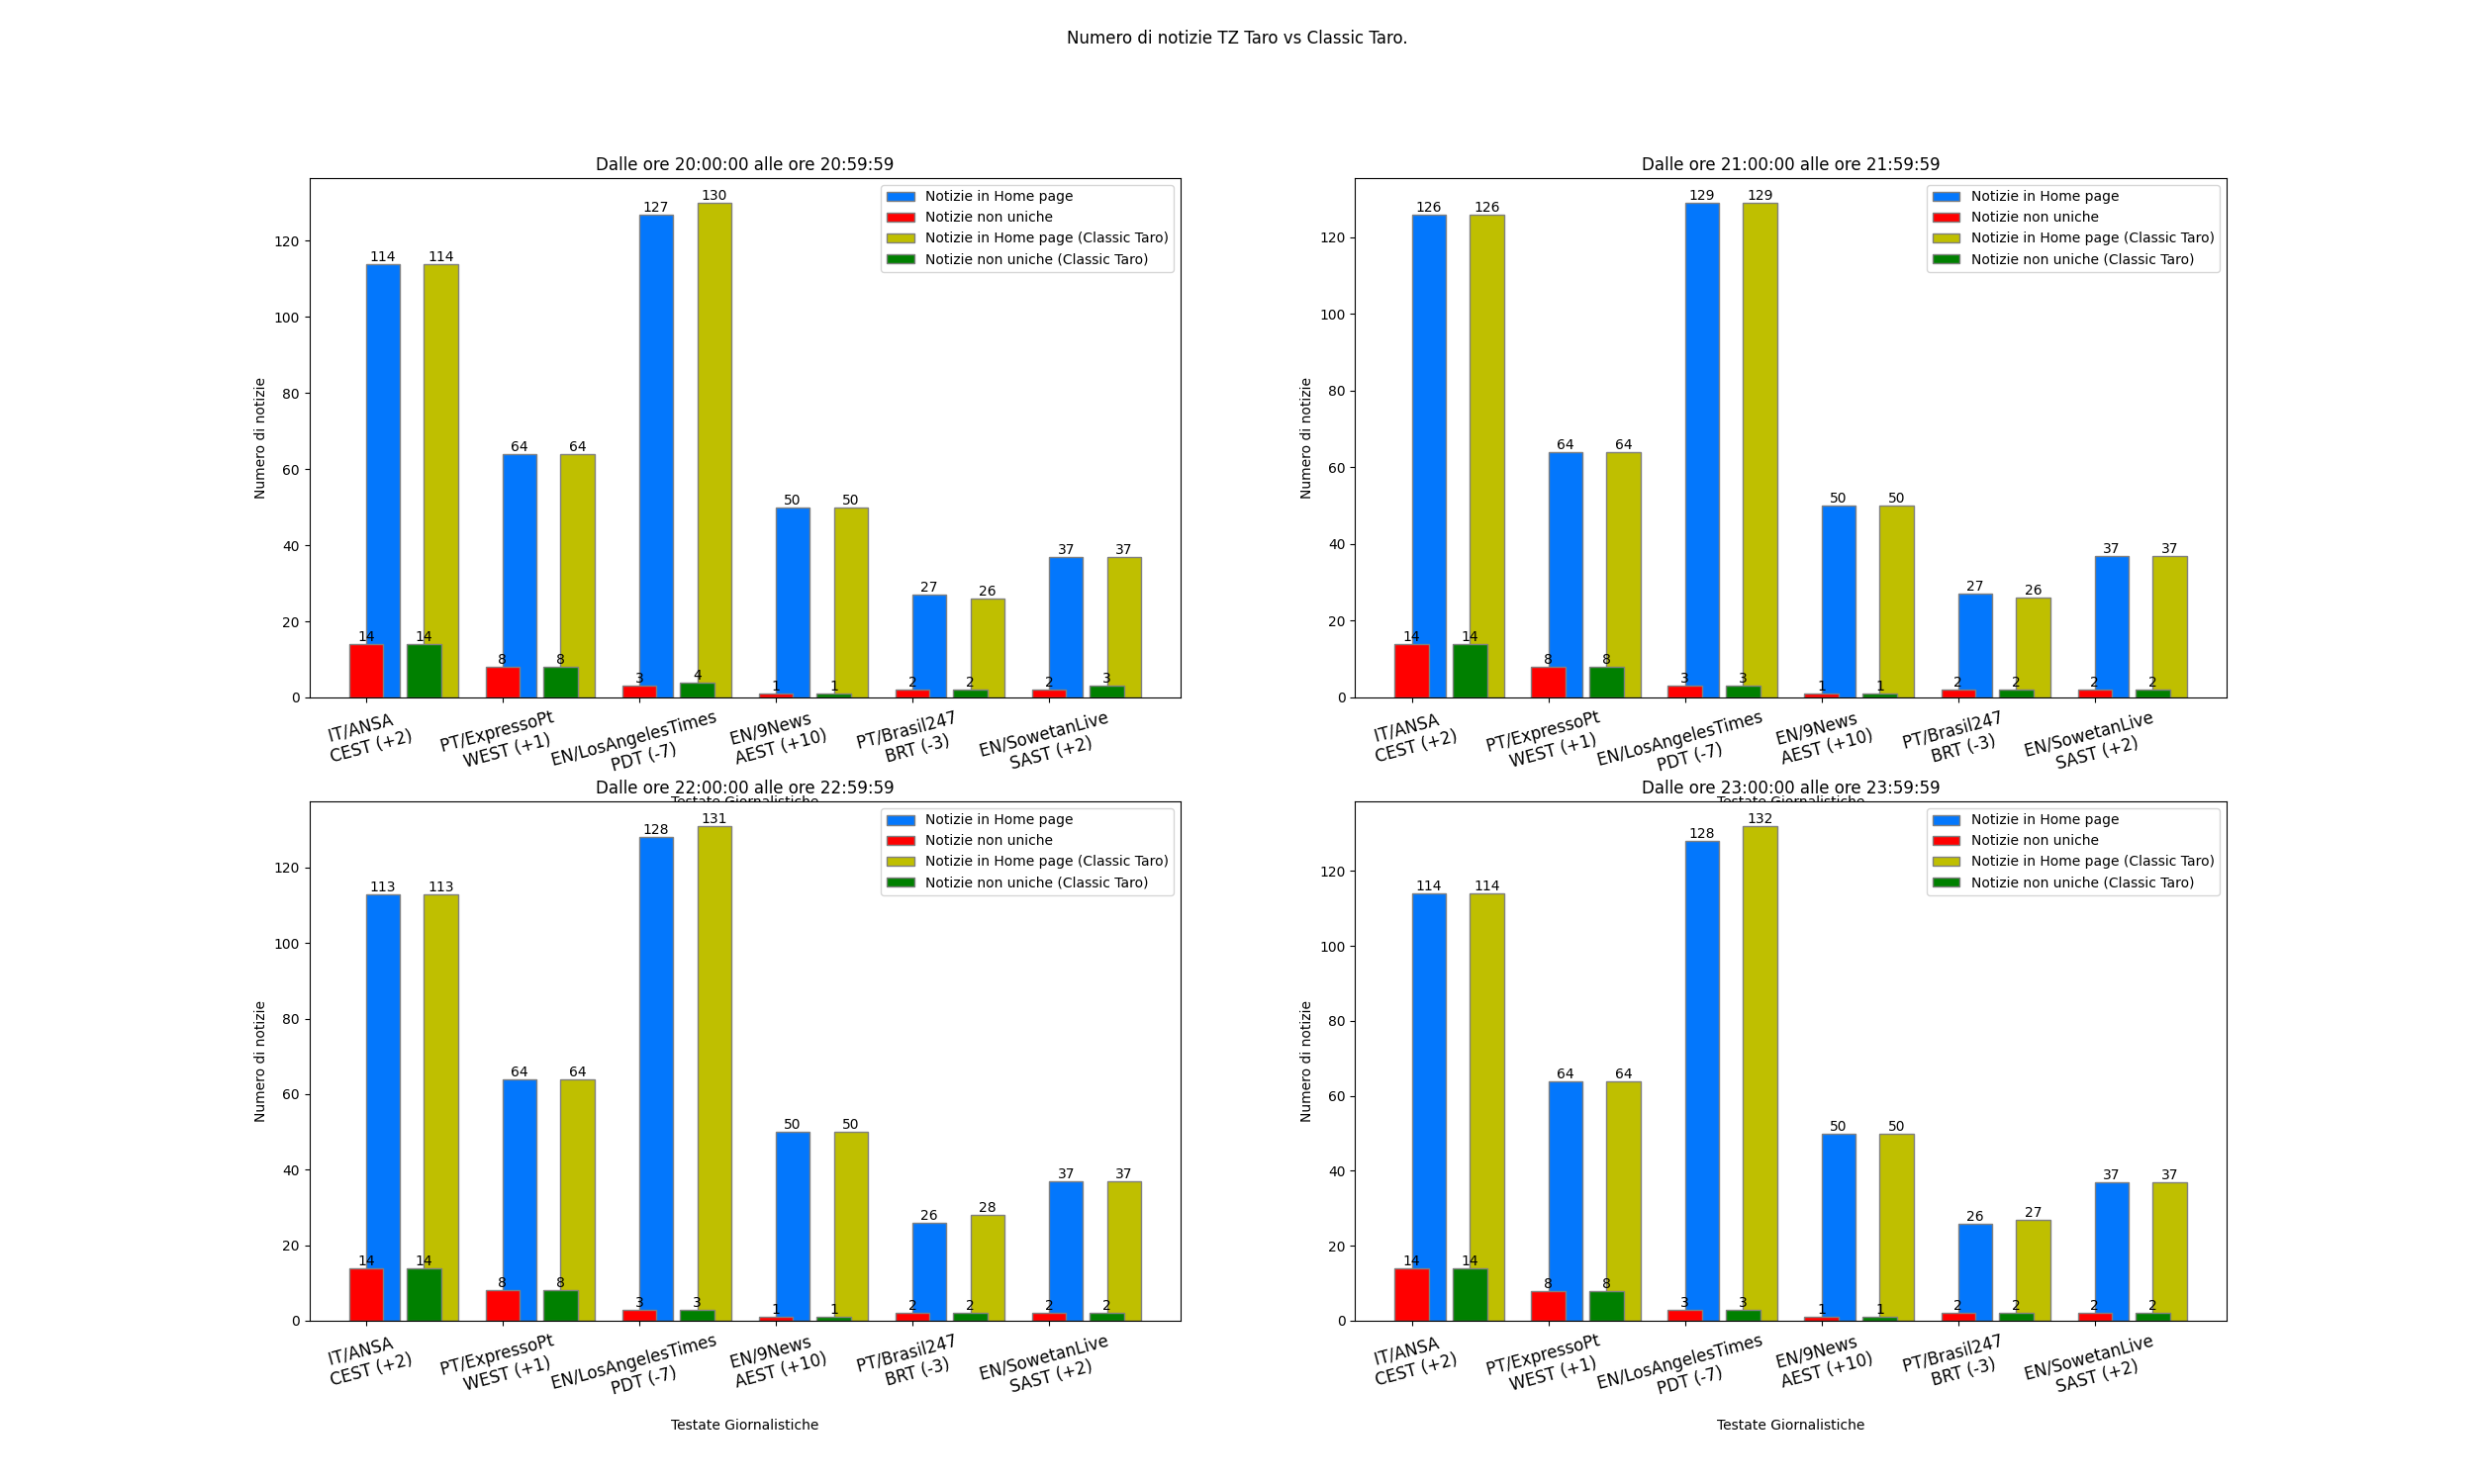 Numero di notizie TZ Taro vs Classic Taro.
Dalle ore 20:00:00 alle ore 20:59:59
Numero di notizie
0
20
40
60
80
100
120
114
114
64
64
127
130
50
50
27
26
37
37
14
14
8
8
3
4
1
1
2
2
2
3
Notizie in Home page
Notizie non uniche
Notizie in Home page (Classic Taro)
Notizie non uniche (Classic Taro)
IT/ANSA
CEST (+2)
PT/ExpressoPt
WEST (+1)
EN/LosAngelesTimes
PDT (-7)
EN/9News
AEST (+10)
PT/Brasil247
BRT (-3)
EN/SowetanLive
SAST (+2)
Testate Giornalistiche
Dalle ore 21:00:00 alle ore 21:59:59
Numero di notizie
0
20
40
60
80
100
120
126
126
64
64
129
129
50
50
27
26
37
37
14
14
8
8
3
3
1
1
2
2
2
2
Notizie in Home page
Notizie non uniche
Notizie in Home page (Classic Taro)
Notizie non uniche (Classic Taro)
IT/ANSA
CEST (+2)
PT/ExpressoPt
WEST (+1)
EN/LosAngelesTimes
PDT (-7)
EN/9News
AEST (+10)
PT/Brasil247
BRT (-3)
EN/SowetanLive
SAST (+2)
Testate Giornalistiche
Dalle ore 22:00:00 alle ore 22:59:59
Numero di notizie
0
20
40
60
80
100
120
113
113
64
64
128
131
50
50
26
28
37
37
14
14
8
8
3
3
1
1
2
2
2
2
Notizie in Home page
Notizie non uniche
Notizie in Home page (Classic Taro)
Notizie non uniche (Classic Taro)
IT/ANSA
CEST (+2)
PT/ExpressoPt
WEST (+1)
EN/LosAngelesTimes
PDT (-7)
EN/9News
AEST (+10)
PT/Brasil247
BRT (-3)
EN/SowetanLive
SAST (+2)
Testate Giornalistiche
Dalle ore 23:00:00 alle ore 23:59:59
Numero di notizie
0
20
40
60
80
100
120
114
114
64
64
128
132
50
50
26
27
37
37
14
14
8
8
3
3
1
1
2
2
2
2
Notizie in Home page
Notizie non uniche
Notizie in Home page (Classic Taro)
Notizie non uniche (Classic Taro)
IT/ANSA
CEST (+2)
PT/ExpressoPt
WEST (+1)
EN/LosAngelesTimes
PDT (-7)
EN/9News
AEST (+10)
PT/Brasil247
BRT (-3)
EN/SowetanLive
SAST (+2)
Testate Giornalistiche